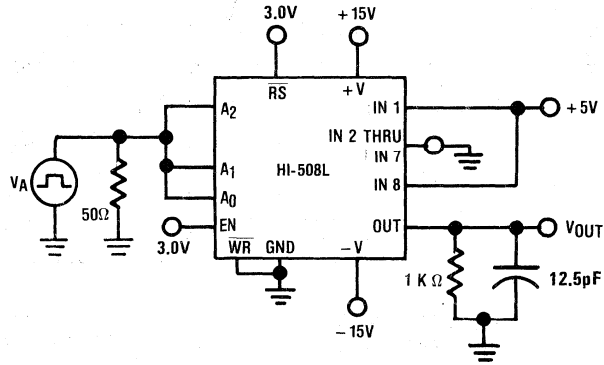 3.0V
+15V
RS
+V
A2
IN 1
+5V
IN 2 THRU
IN 7
HI-508L
VA
A1
A0
IN 8
50Ω
EN
OUT
VOUT
3.0V
WR
GND
-V
1 KΩ
12.5pF
-15V